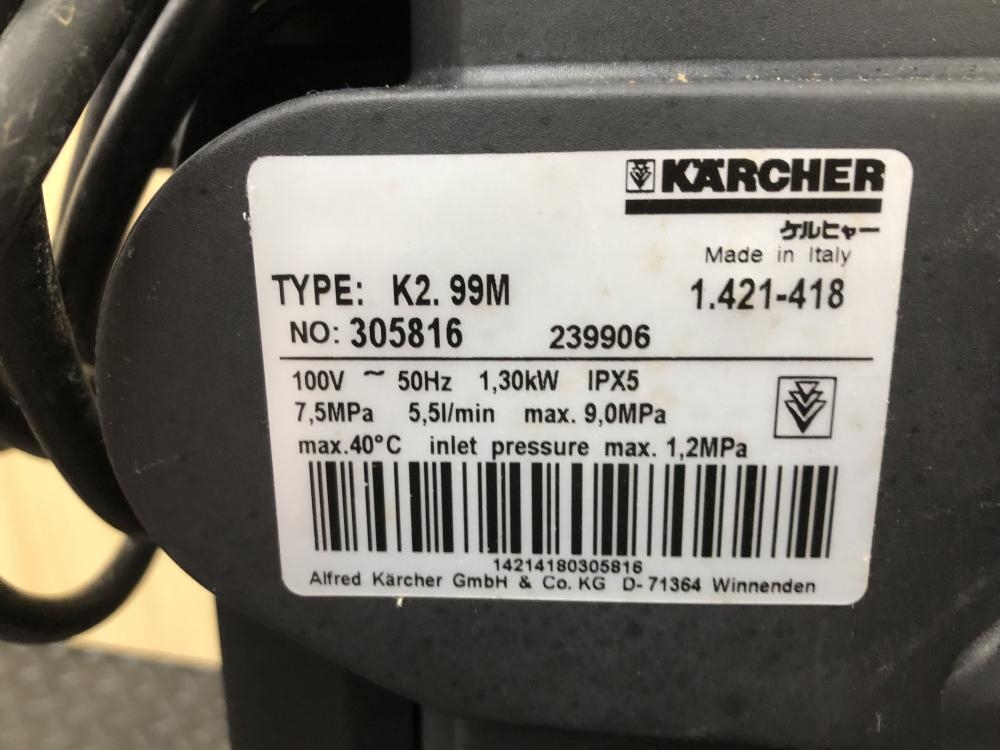 KÄRCHER
ケルヒャー
Made in Italy
TYPE: K2. 99M 1.421-418
NO: 305816 239906
100V ~ 50Hz 1,30kW IPX5
7,5MPa 5,5l/min max. 9,0MPa
max.40°C inlet pressure max. 1,2MPa
14214180305816
Alfred Kärcher GmbH & Co. KG D-71364 Winnenden